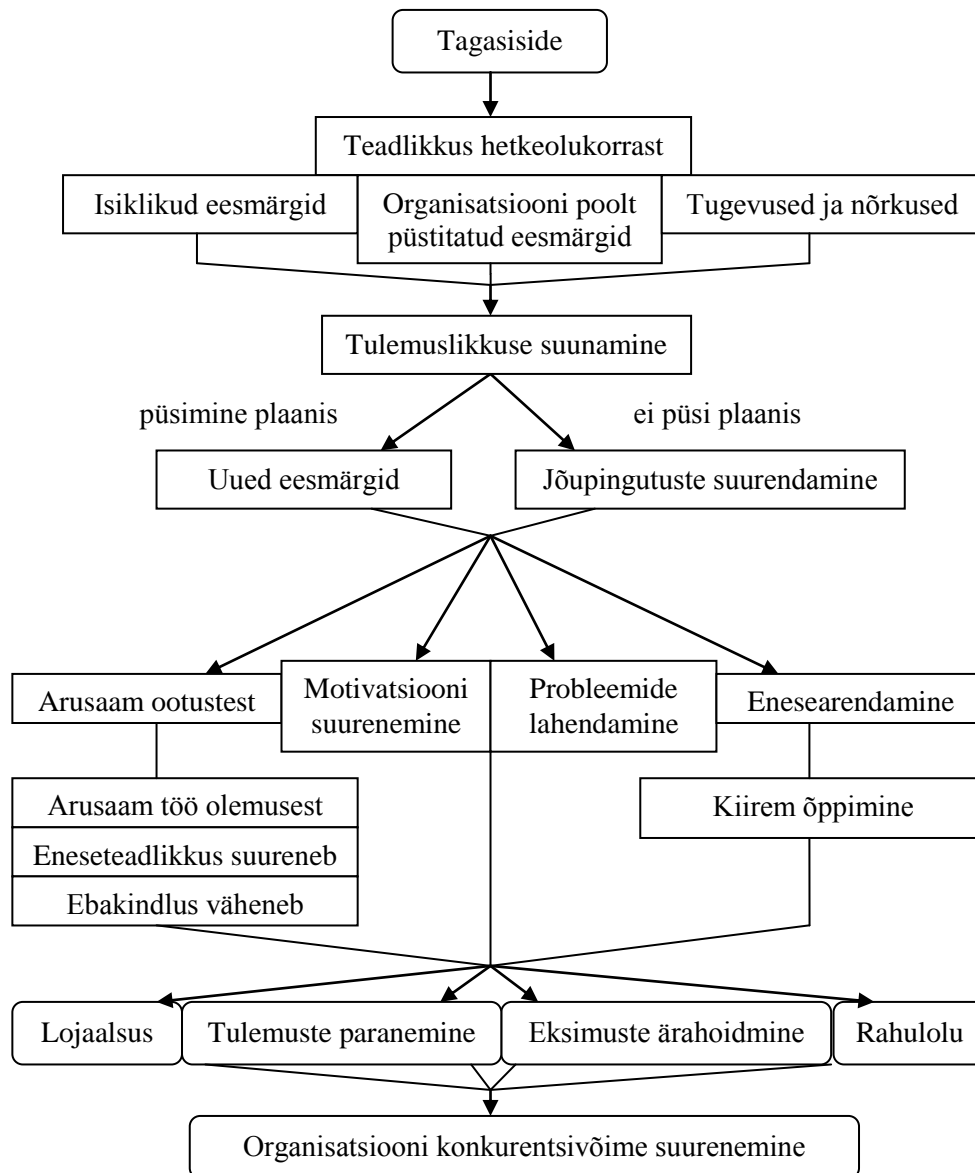 Tagasiside
Teadlikkus hetkeolukorrast
Isiklikud eesmärgid
Organisatsiooni poolt
püstitatud eesmärgid
Tugevused ja nõrkused
Tulemuslikkuse suunamine
püsimine plaanis
ei püsi plaanis
Uued eesmärgid
Jõupingutuste suurendamine
Arusaam ootustest
Motivatsiooni
suurenemine
Probleemide
lahendamine
Enesearendamine
Arusaam töö olemusest
Eneseteadlikkus suureneb
Ebakindlus väheneb
Kiirem õppimine
Lojaalsus
Tulemuste paranemine
Eksimuste ärahoidmine
Rahulolu
Organisatsiooni konkurentsivõime suurenemine